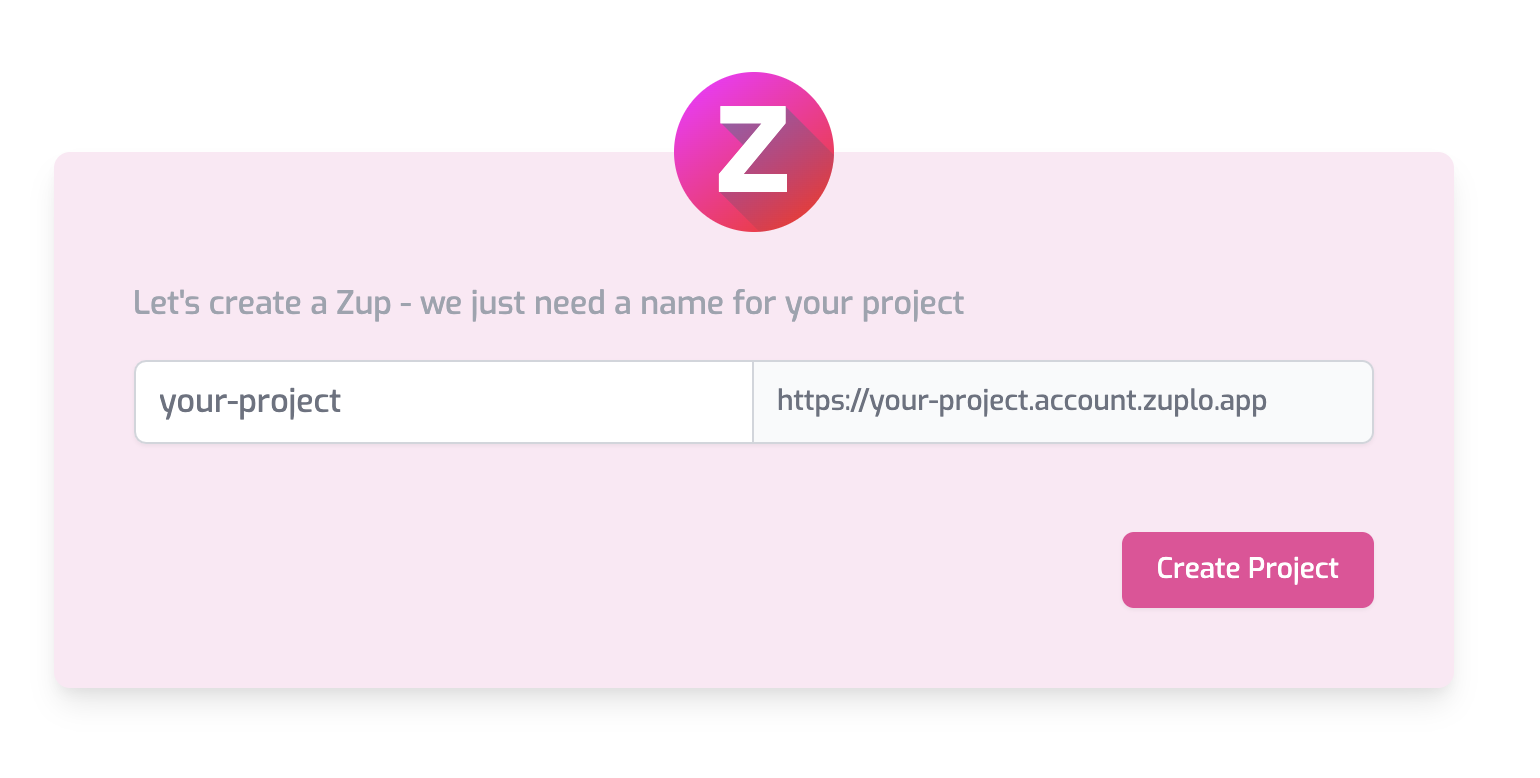 Z
Let's create a Zup - we just need a name for your project
your-project
https://your-project.account.zuplo.app
Create Project